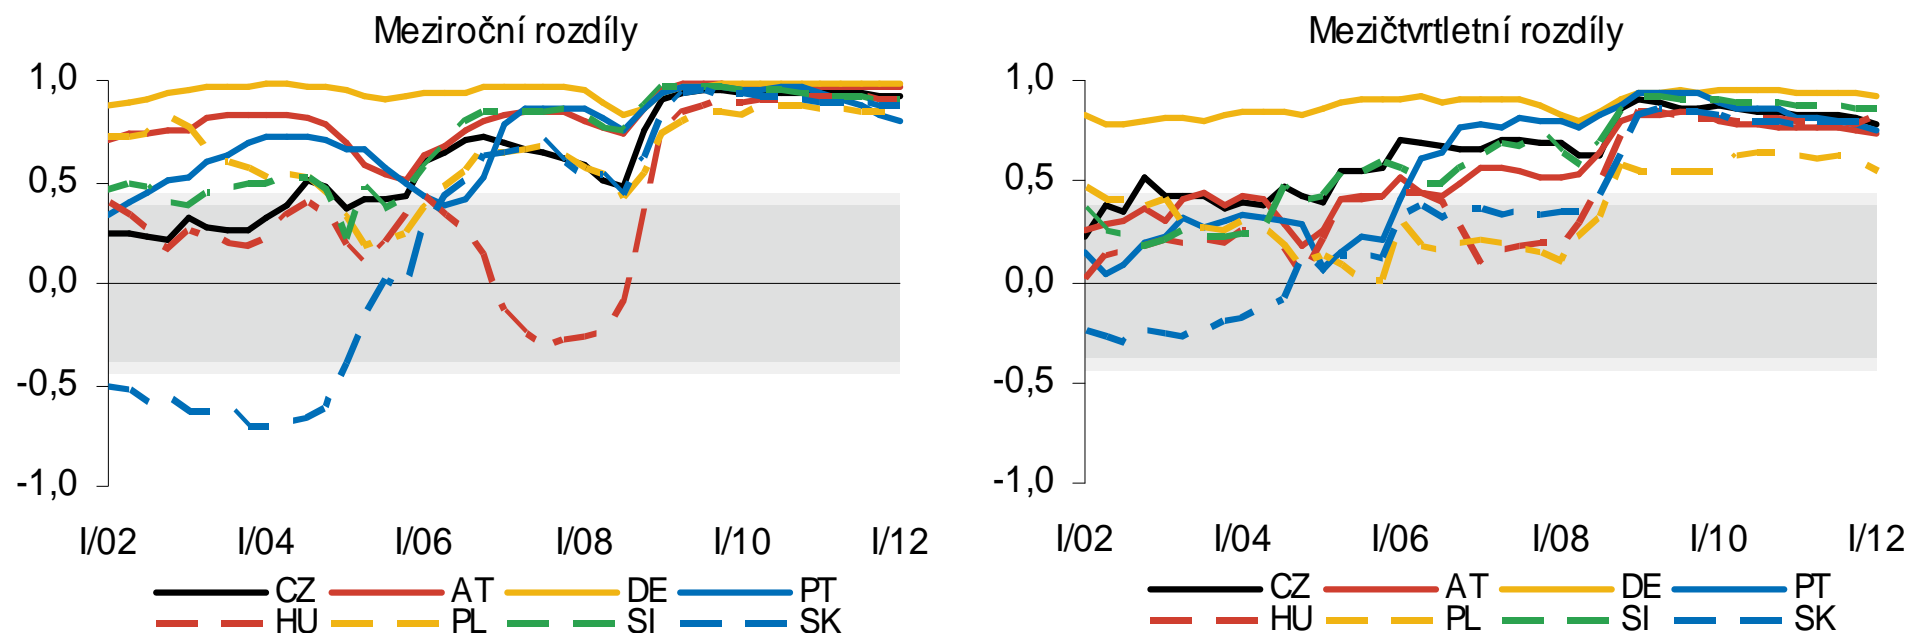 Meziroční rozdíly
1,0
0,5
0,0
-0,5
-1,0
I/02 I/04 I/06 I/08 I/10 I/12
CZ AT DE PT
HU PL SI SK
Mezičtvrtletní rozdíly
1,0
0,5
0,0
-0,5
-1,0
I/02 I/04 I/06 I/08 I/10 I/12
CZ AT DE PT
HU PL SI SK